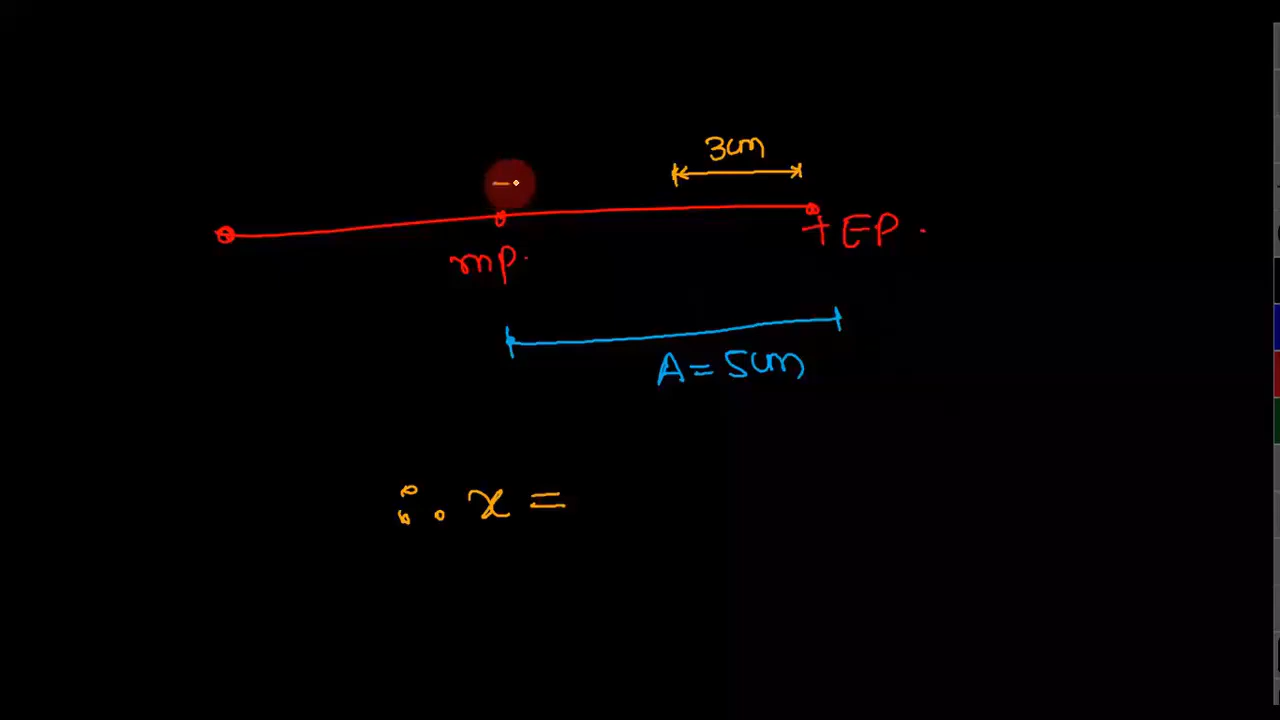 3cm
mp.
+EP.
A = 5cm
∴ x =